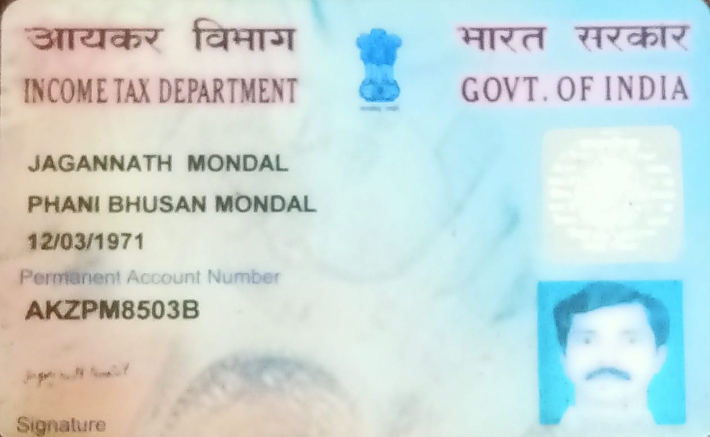 आयकर विभाग
INCOME TAX DEPARTMENT
भारत सरकार
GOVT. OF INDIA
JAGANNATH MONDAL
PHANI BHUSAN MONDAL
12/03/1971
Permanent Account Number
AKZPM8503B
Signature